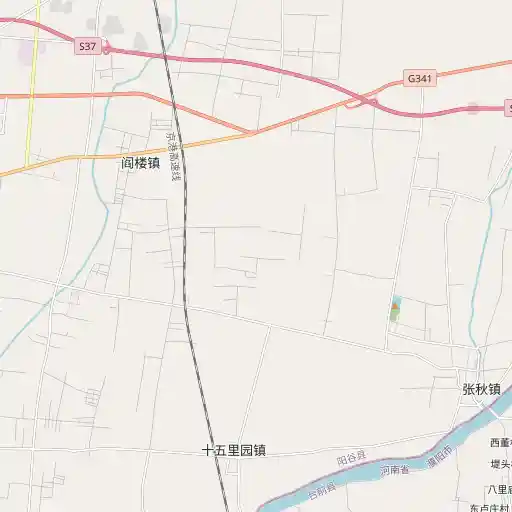 S37
G341
京港高速线
阎楼镇
张秋镇
十五里园镇
阳谷县
河南省
濮阳市
台前县
西董
堤头
八里庙
东卢庄村